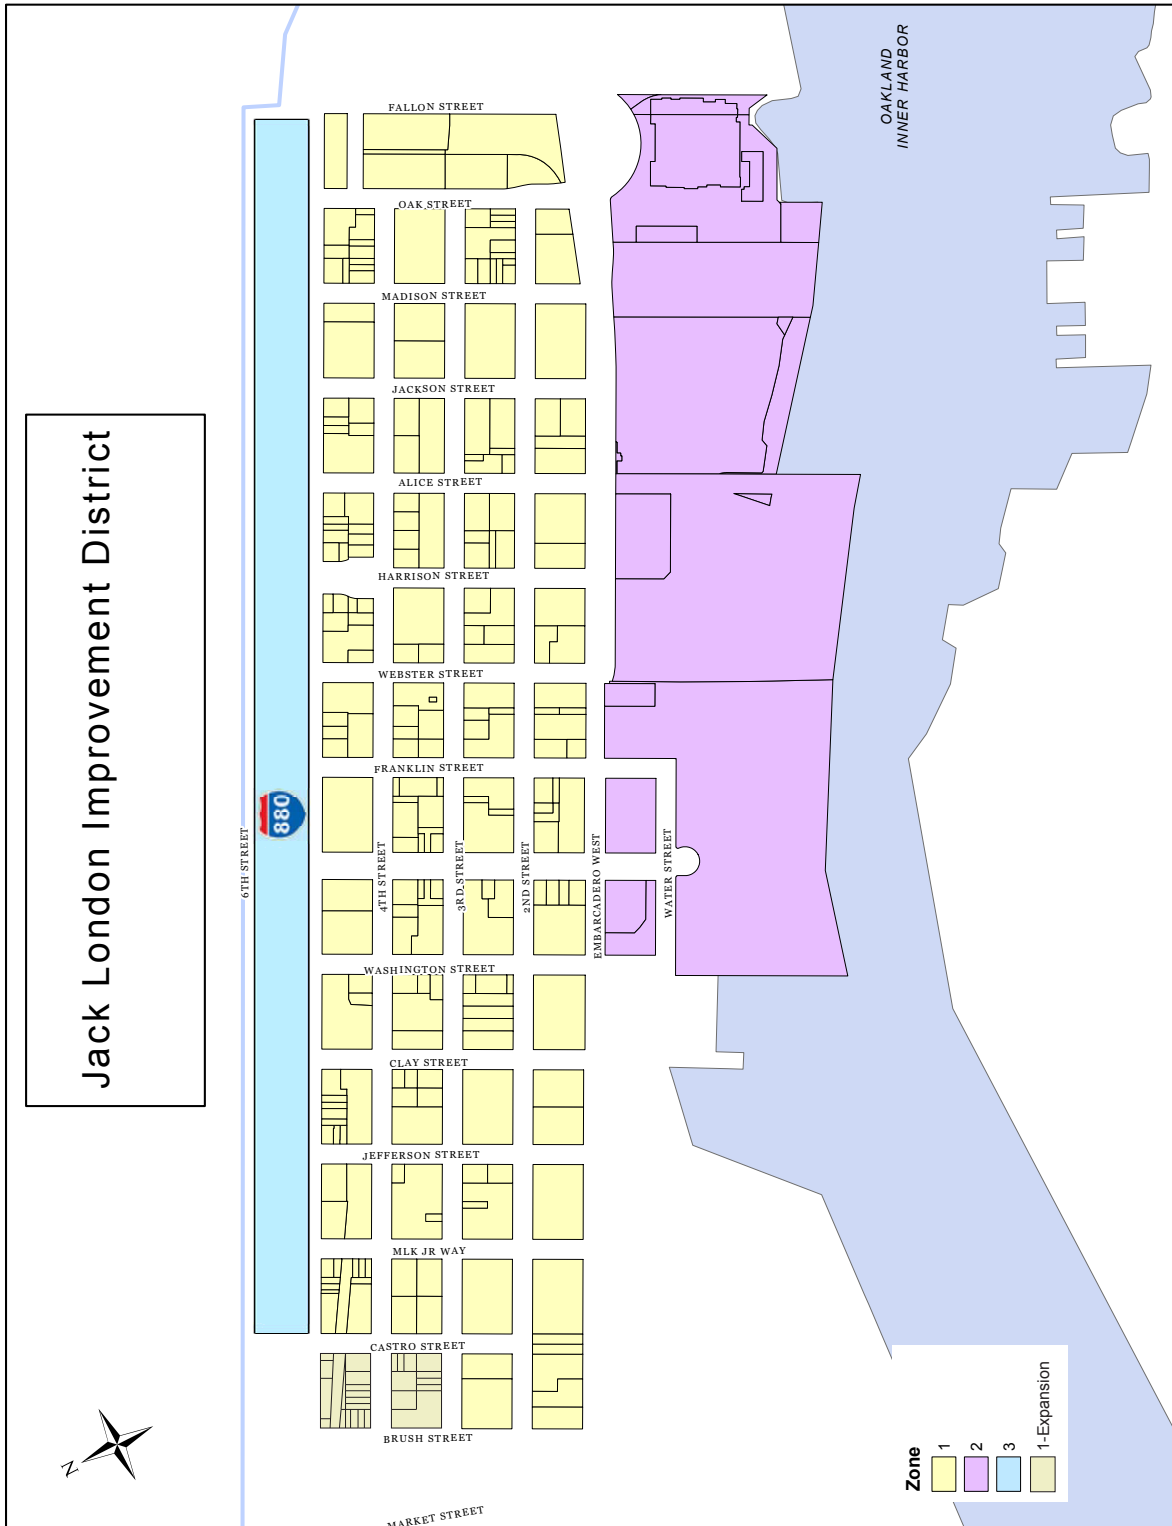 Jack London Improvement District
FALLON STREET
OAK STREET
MADISON STREET
JACKSON STREET
ALICE STREET
HARRISON STREET
WEBSTER STREET
FRANKLIN STREET
WASHINGTON STREET
CLAY STREET
JEFFERSON STREET
MLK JR WAY
CASTRO STREET
BRUSH STREET
MARKET STREET
6TH STREET
880
4TH STREET
3RD STREET
2ND STREET
EMBARCADERO WEST
WATER STREET
OAKLAND
INNER HARBOR
N
Zone
1
2
3
1-Expansion